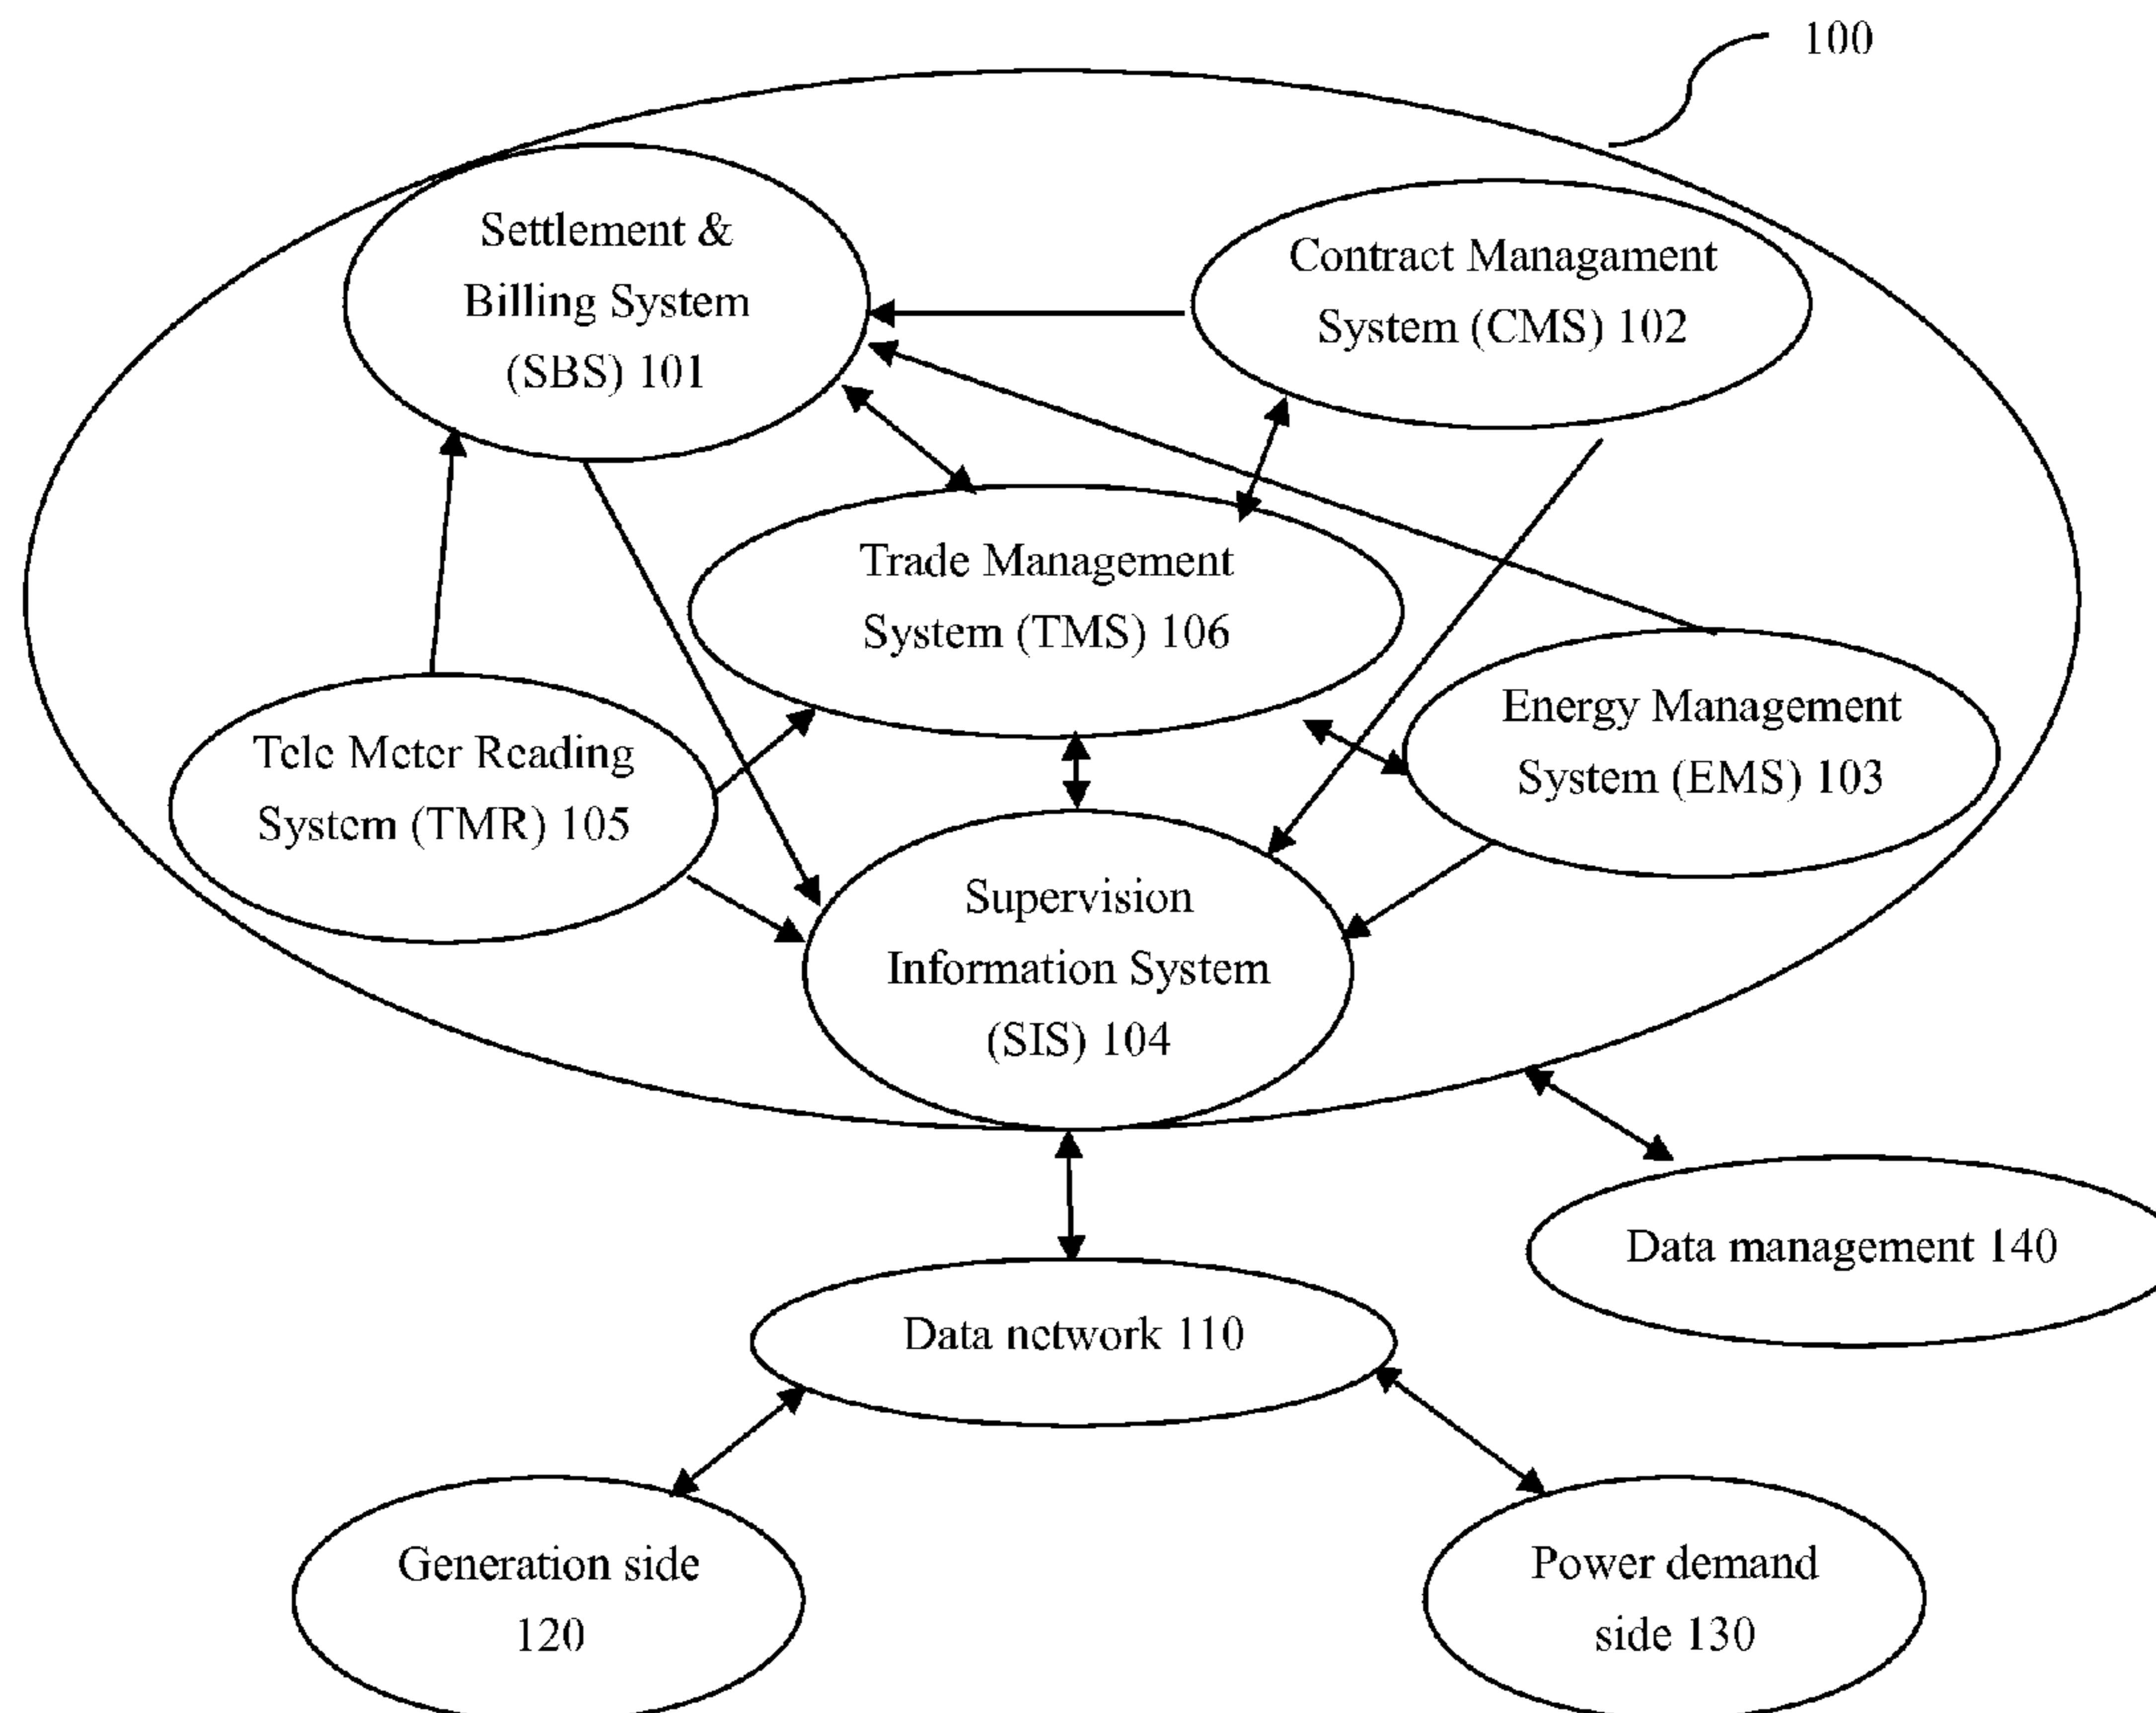 100
Settlement &
Billing System
(SBS) 101
Contract Managament
System (CMS) 102
Trade Management
System (TMS) 106
Energy Management
System (EMS) 103
Tele Meter Reading
System (TMR) 105
Supervision
Information System
(SIS) 104
Data management 140
Data network 110
Generation side
120
Power demand
side 130